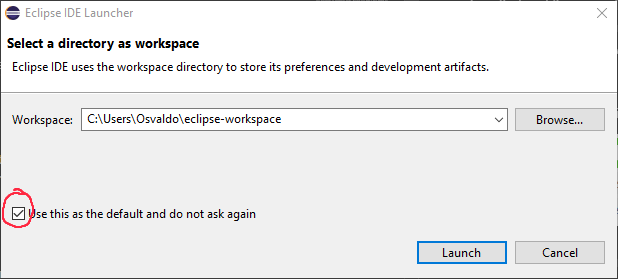 Eclipse IDE Launcher
Select a directory as workspace
Eclipse IDE uses the workspace directory to store its preferences and development artifacts.
Workspace: C:\Users\Osvaldo\eclipse-workspace Browse...
Use this as the default and do not ask again
Launch Cancel